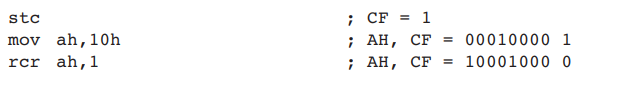 stc ; CF = 1
mov ah,10h ; AH, CF = 00010000 1
rcr ah,1 ; AH, CF = 10001000 0